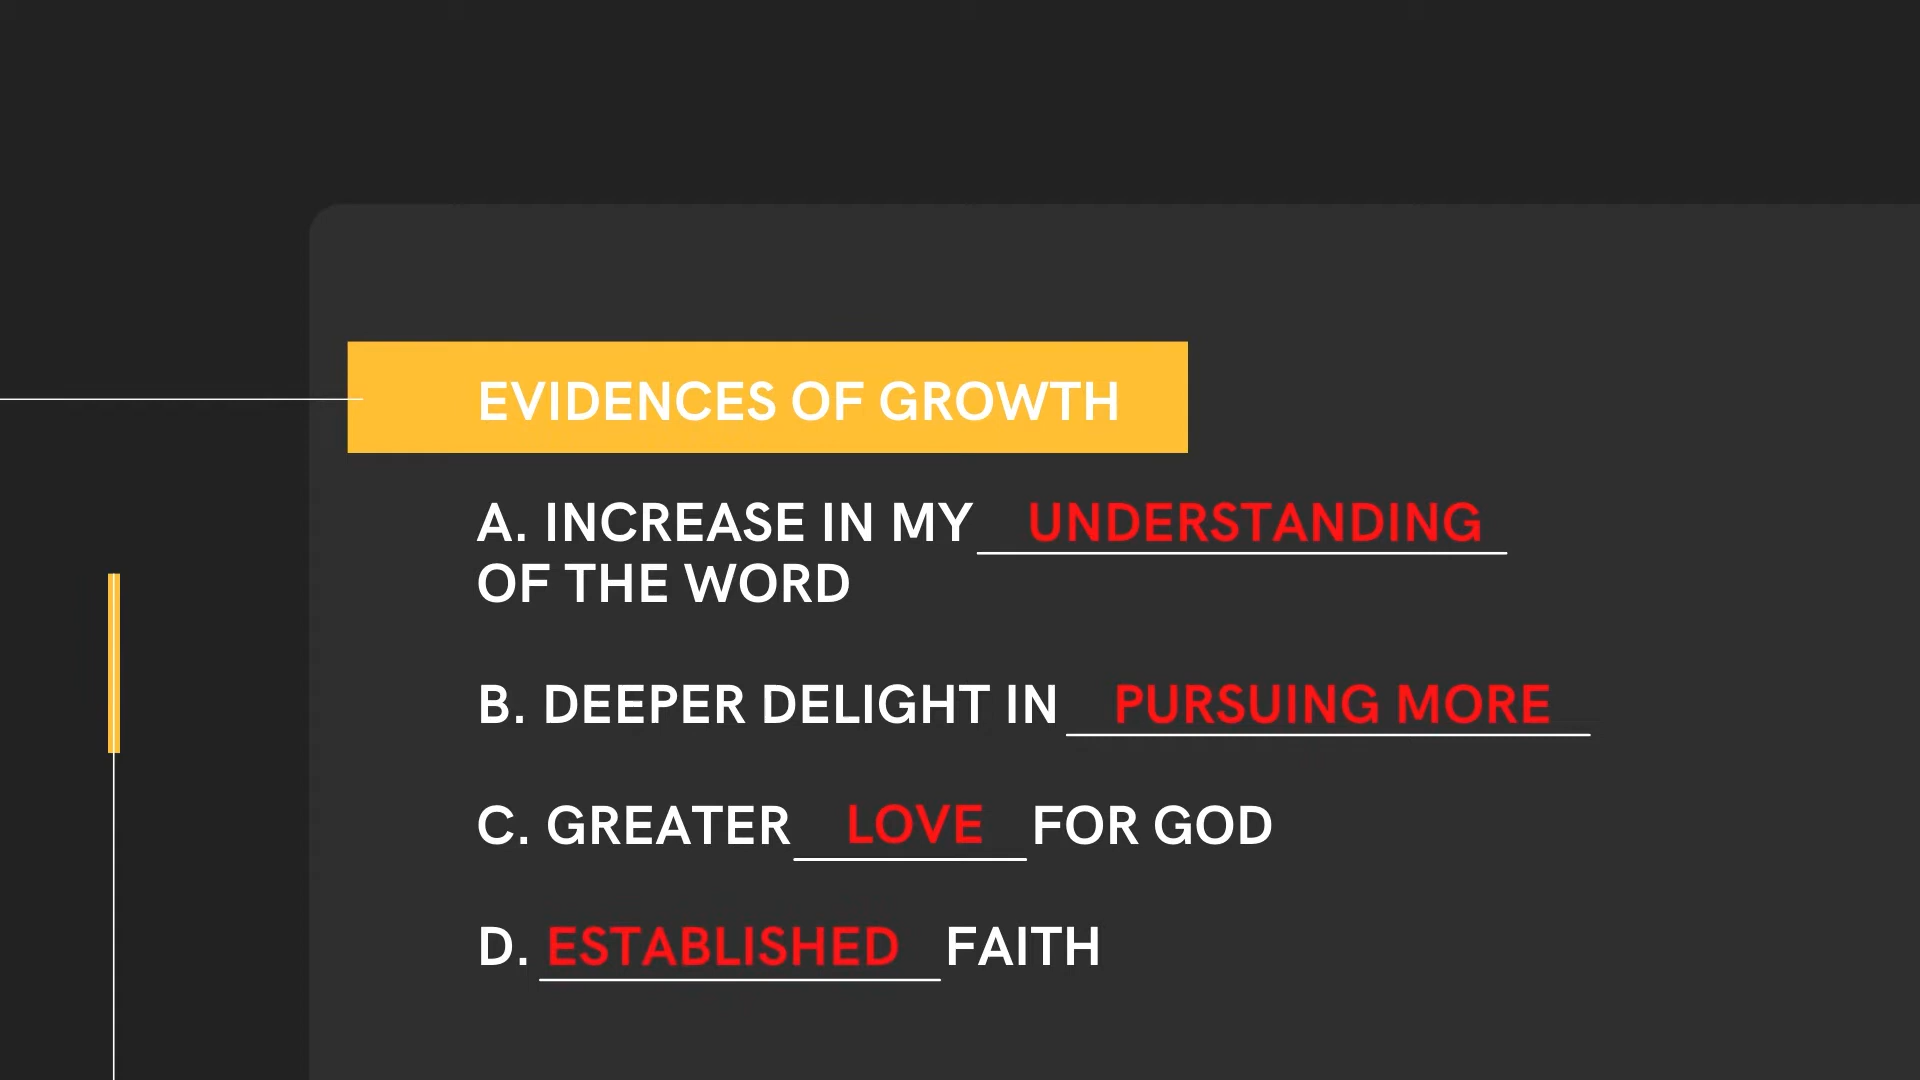 EVIDENCES OF GROWTH
A. INCREASE IN MY UNDERSTANDING
OF THE WORD
B. DEEPER DELIGHT IN PURSUING MORE
C. GREATER LOVE FOR GOD
D. ESTABLISHED FAITH